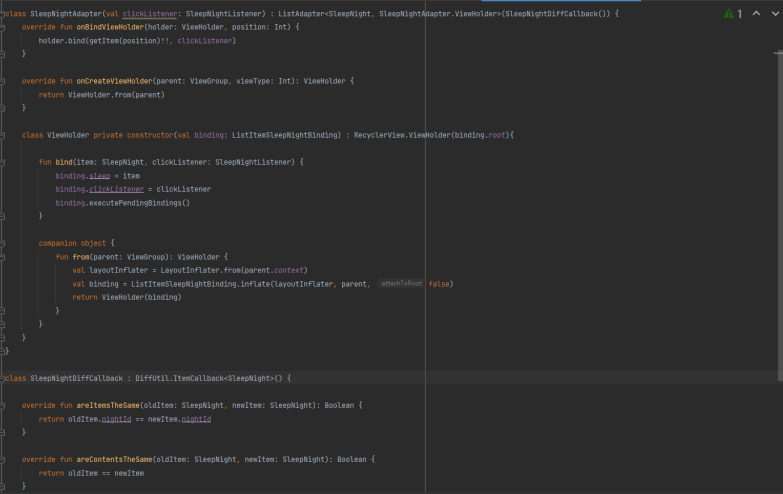 class SleepNightAdapter(val clickListener: SleepNightListener) : ListAdapter<SleepNight, SleepNightAdapter.ViewHolder>(SleepNightDiffCallback()) {
1
    override fun onBindViewHolder(holder: ViewHolder, position: Int) {
        holder.bind(getItem(position)!!, clickListener)
    }
    override fun onCreateViewHolder(parent: ViewGroup, viewType: Int): ViewHolder {
        return ViewHolder.from(parent)
    }
    class ViewHolder private constructor(val binding: ListItemSleepNightBinding) : RecyclerView.ViewHolder(binding.root){
        fun bind(item: SleepNight, clickListener: SleepNightListener) {
            binding.sleep = item
            binding.clickListener = clickListener
            binding.executePendingBindings()
        }
        companion object {
            fun from(parent: ViewGroup): ViewHolder {
                val layoutInflater = LayoutInflater.from(parent.context)
                val binding = ListItemSleepNightBinding.inflate(layoutInflater, parent, attachToRoot: false)
                return ViewHolder(binding)
            }
        }
    }
}
class SleepNightDiffCallback : DiffUtil.ItemCallback<SleepNight>() {
    override fun areItemsTheSame(oldItem: SleepNight, newItem: SleepNight): Boolean {
        return oldItem.nightId == newItem.nightId
    }
    override fun areContentsTheSame(oldItem: SleepNight, newItem: SleepNight): Boolean {
        return oldItem == newItem
    }